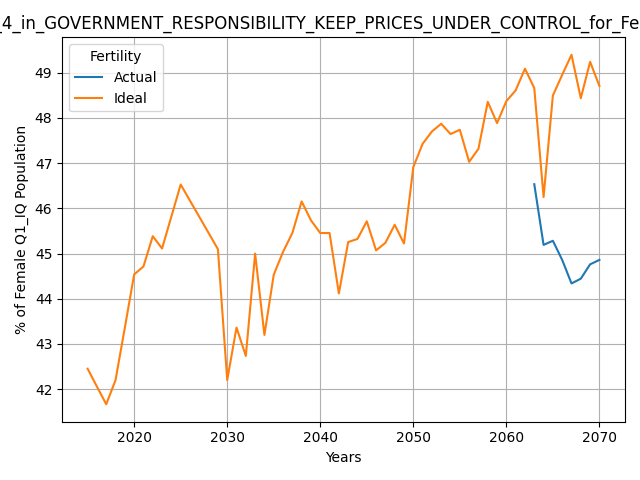 _4_in_GOVERNMENT_RESPONSIBILITY_KEEP_PRICES_UNDER_CONTROL_for_Fe
Fertility
Actual
Ideal
% of Female Q1_IQ Population
49
48
47
46
45
44
43
42
2020 2030 2040 2050 2060 2070
Years